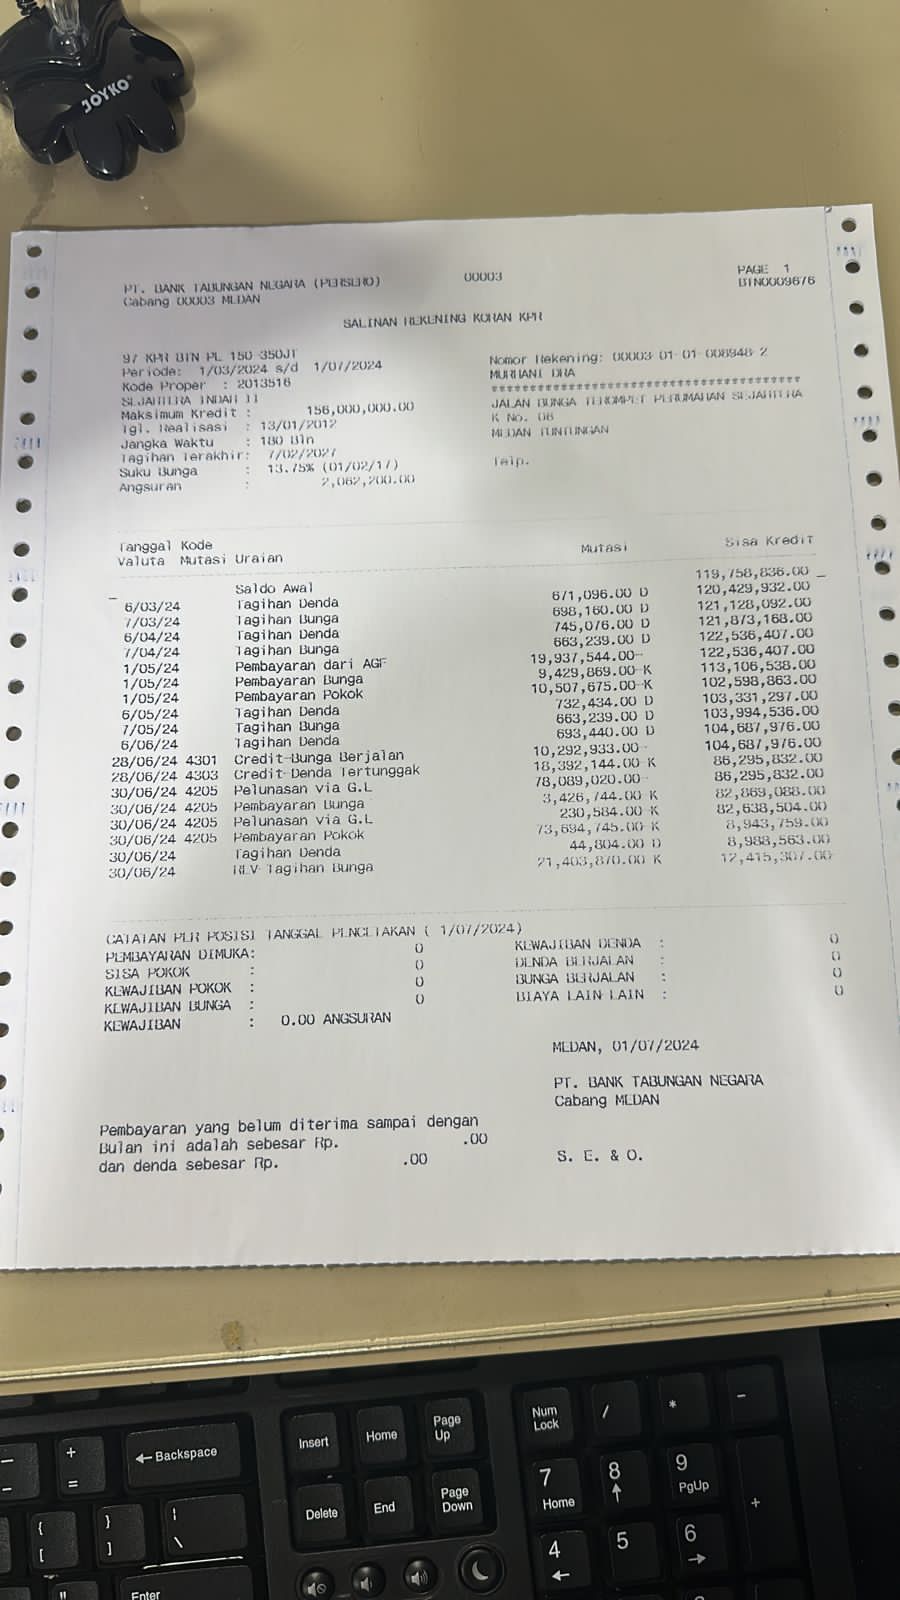 JOYKO
PT. BANK TABUNGAN NEGARA (PERSERO) 00003 PAGE 1
Cabang 00003 MEDAN BTN0009676
SALINAN REKENING KORAN KPR
97 KPR BTN PL 150-350JT Nomor Rekening: 00003-01-01-008948-2
Periode: 1/03/2024 s/d 1/07/2024 MURHANI DRA
Kode Proper : 2013516 ****************************************
SEJAHTERA INDAH II JALAN BUNGA TEROMPET PERUMAHAN SEJAHTERA
Maksimum Kredit : 156,000,000.00 K No. 06
Tgl. Realisasi : 13/01/2012 MEDAN TUNTUNGAN
Jangka Waktu : 180 Bln
Tagihan Terakhir: 7/02/2027 Telp.
Suku Bunga : 13.75% (01/02/17)
Angsuran : 2,062,200.00
Tanggal Kode
Valuta Mutasi Uraian Mutasi Sisa Kredit
Saldo Awal 119,758,836.00
6/03/24 Tagihan Denda 671,096.00 D 120,429,932.00
7/03/24 Tagihan Bunga 698,160.00 D 121,128,092.00
6/04/24 Tagihan Denda 745,076.00 D 121,873,168.00
7/04/24 Tagihan Bunga 663,239.00 D 122,536,407.00
1/05/24 Pembayaran dari AGF 19,937,544.00- 122,536,407.00
1/05/24 Pembayaran Bunga 9,429,869.00-K 113,106,538.00
1/05/24 Pembayaran Pokok 10,507,675.00-K 102,598,863.00
6/05/24 Tagihan Denda 732,434.00 D 103,331,297.00
7/05/24 Tagihan Bunga 663,239.00 D 103,994,536.00
6/06/24 Tagihan Denda 693,440.00 D 104,687,976.00
28/06/24 4301 Credit-Bunga Berjalan 10,292,933.00- 104,687,976.00
28/06/24 4303 Credit-Denda Tertunggak 18,392,144.00 K 86,295,832.00
30/06/24 4205 Pelunasan via G.L 78,089,020.00- 86,295,832.00
30/06/24 4205 Pembayaran Bunga 3,426,744.00 K 82,869,088.00
30/06/24 4205 Pelunasan via G.L 230,584.00 K 82,638,504.00
30/06/24 4205 Pembayaran Pokok 73,694,745.00 K 8,943,759.00
30/06/24 Tagihan Denda 44,804.00 D 8,988,563.00
30/06/24 REV-Tagihan Bunga 21,403,870.00 K 12,415,307.00-
CATATAN PER POSISI TANGGAL PENCETAKAN ( 1/07/2024)
PEMBAYARAN DIMUKA: 0 KEWAJIBAN DENDA : 0
SISA POKOK : 0 DENDA BERJALAN : 0
KEWAJIBAN POKOK : 0 BUNGA BERJALAN : 0
KEWAJIBAN BUNGA : 0 BIAYA LAIN-LAIN : 0
KEWAJIBAN : 0.00 ANGSURAN
MEDAN, 01/07/2024
PT. BANK TABUNGAN NEGARA
Cabang MEDAN
Pembayaran yang belum diterima sampai dengan
Bulan ini adalah sebesar Rp. .00
dan denda sebesar Rp. .00
S. E. & O.
← Backspace
Insert Home Page Up
Delete End Page Down
Num Lock / * -
7 Home 8 ↑ 9 PgUp +
4 ← 5 6 →
+ =
{ [ } ] | \
Enter